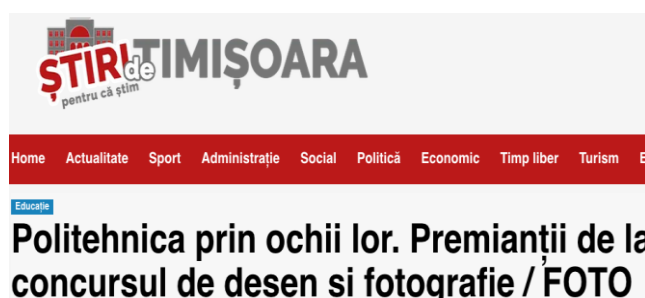 ȘTIRI de TIMIȘOARA
pentru că știm
Home Actualitate Sport Administrație Social Politică Economic Timp liber Turism
Educație
Politehnica prin ochii lor. Premianții de la
concursul de desen si fotografie / FOTO